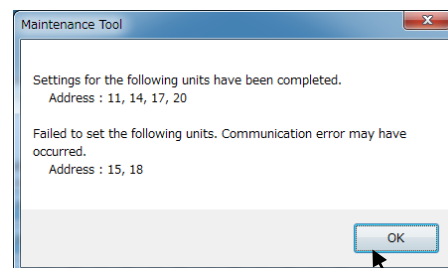 Maintenance Tool
Settings for the following units have been completed.
Address : 11, 14, 17, 20
Failed to set the following units. Communication error may have
occurred.
Address : 15, 18
OK